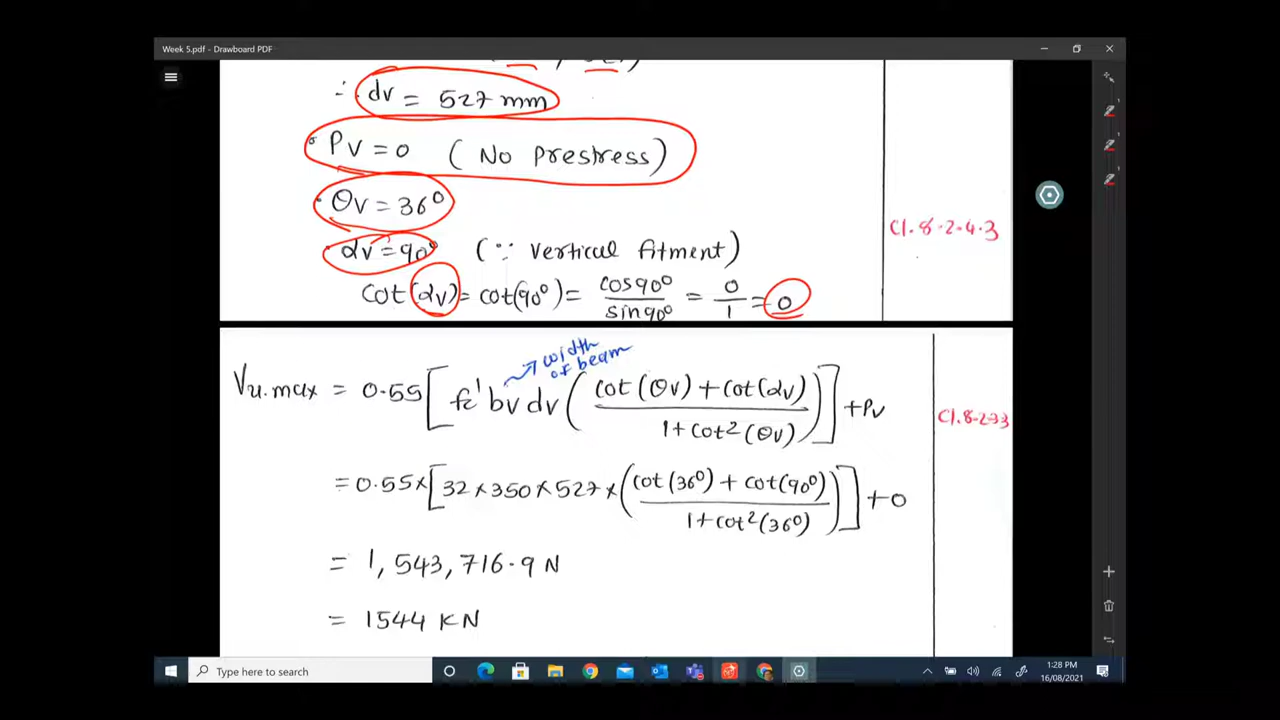 Week 5.pdf - Drawboard PDF
∴ dv = 527 mm
• Pv = 0 ( No prestress )
• θv = 36°
• αv = 90° ( ∵ vertical fitment )
Cl. 8.2.4.3
cot (αv) = cot(90°) = cos90° / sin90° = 0 / 1 = 0
width
of beam
Vu.max = 0.55 [ fc' bv dv ( cot (θv) + cot (αv) / 1 + cot² (θv) ) ] + Pv
Cl. 8.2.3.3
= 0.55 × [ 32 × 350 × 527 × ( cot (36°) + cot (90°) / 1 + cot² (36°) ) ] + 0
= 1, 543, 716.9 N
= 1544 KN
Type here to search
1:28 PM
16/08/2021